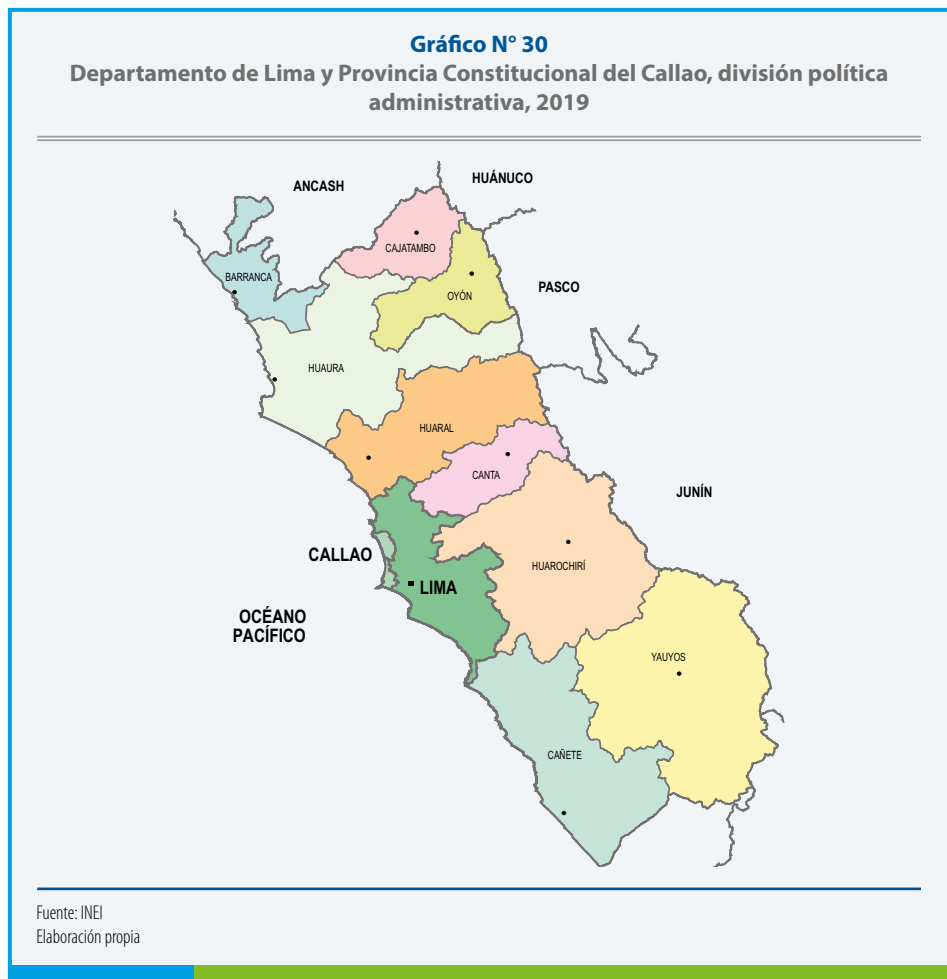 Gráfico N° 30
Departamento de Lima y Provincia Constitucional del Callao, división política
administrativa, 2019
ANCASH
HUÁNUCO
CAJATAMBO
BARRANCA
PASCO
OYÓN
HUAURA
HUARAL
CANTA
JUNÍN
CALLAO
HUAROCHIRÍ
LIMA
OCÉANO
PACÍFICO
YAUYOS
CAÑETE
Fuente: INEI
Elaboración propia